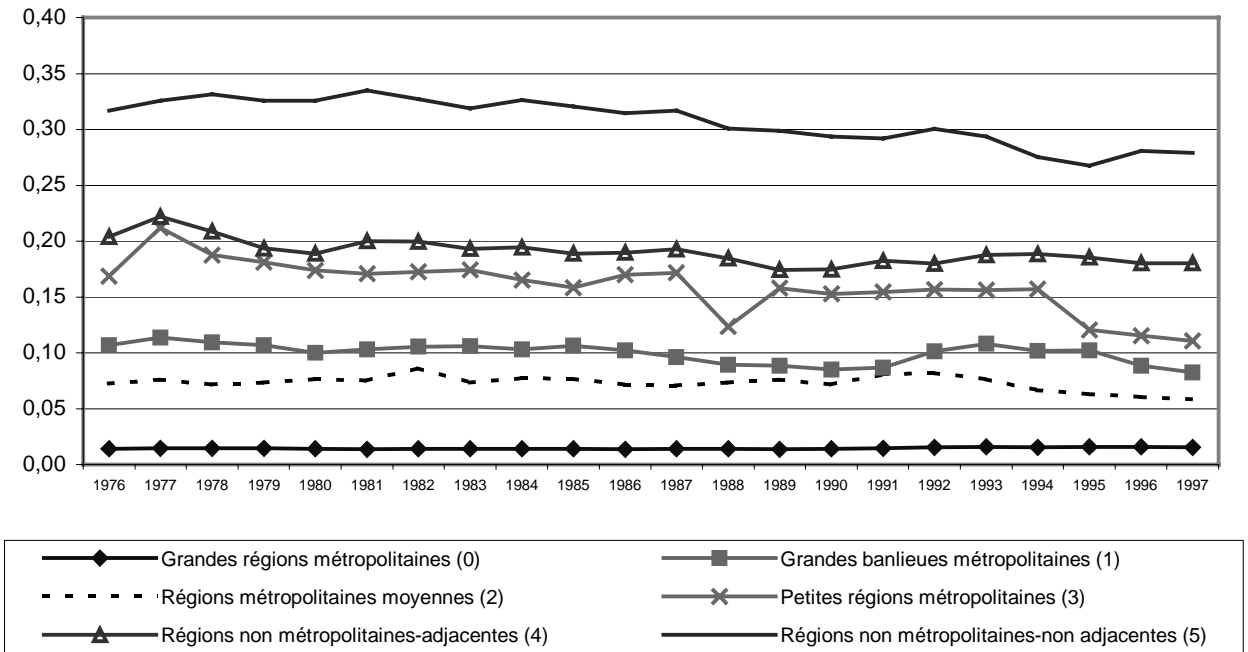 0,40
0,35
0,30
0,25
0,20
0,15
0,10
0,05
0,00
1976 1977 1978 1979 1980 1981 1982 1983 1984 1985 1986 1987 1988 1989 1990 1991 1992 1993 1994 1995 1996 1997
Grandes régions métropolitaines (0) Grandes banlieues métropolitaines (1)
Régions métropolitaines moyennes (2) Petites régions métropolitaines (3)
Régions non métropolitaines-adjacentes (4) Régions non métropolitaines-non adjacentes (5)